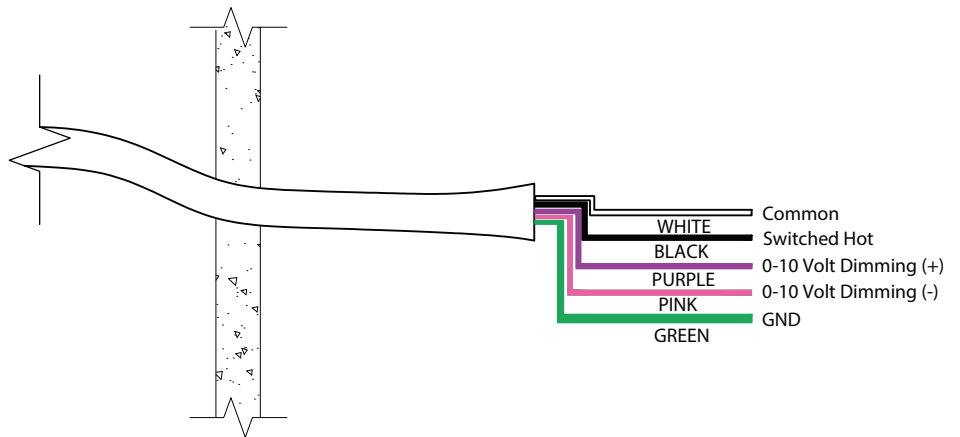 Common
WHITE
Switched Hot
BLACK
0-10 Volt Dimming (+)
PURPLE
0-10 Volt Dimming (-)
PINK
GND
GREEN